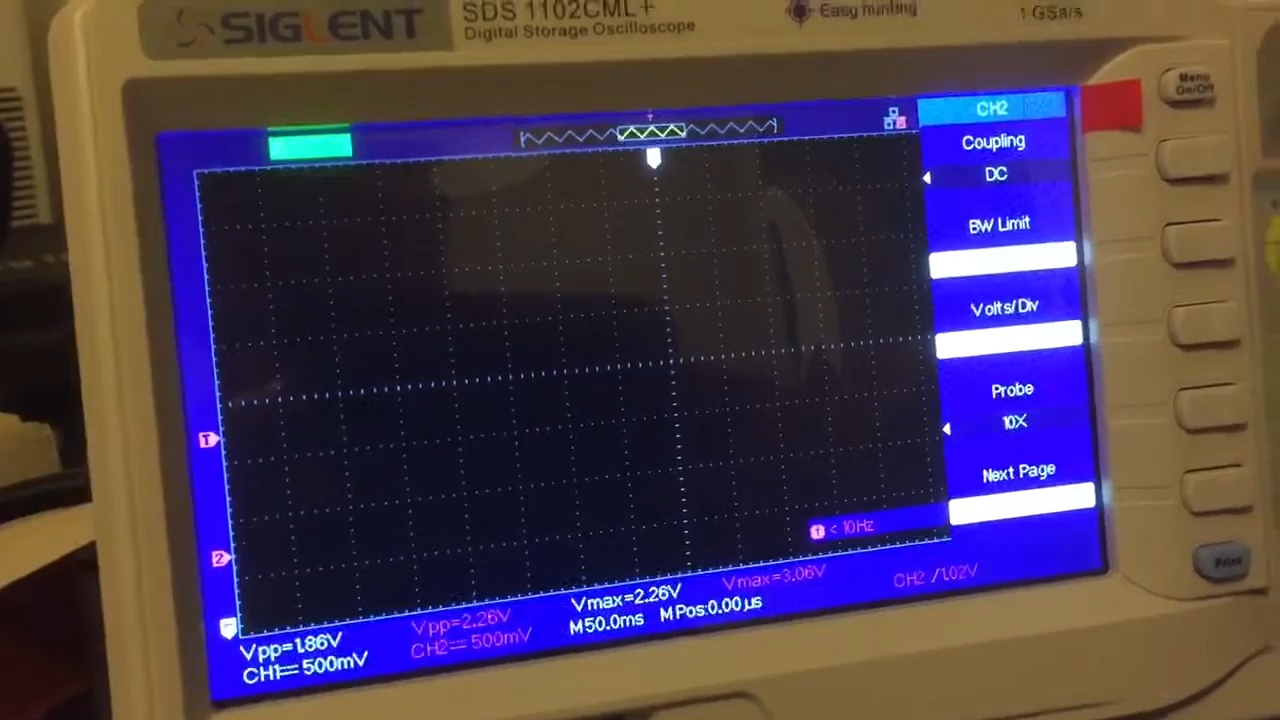 SIGLENT
SDS 1102CML+
Digital Storage Oscilloscope
Easy hunting
1 GSa/s
Menu
On/Off
CH2
Coupling
DC
BW Limit
Volts/Div
Probe
10X
Next Page
T
2
< 10Hz
Print
Vpp=1.86V
Vpp=2.26V
Vmax=2.26V
Vmax=3.06V
CH2 /1.02V
CH1 500mV
CH2 500mV
M50.0ms
MPos:0.00µs